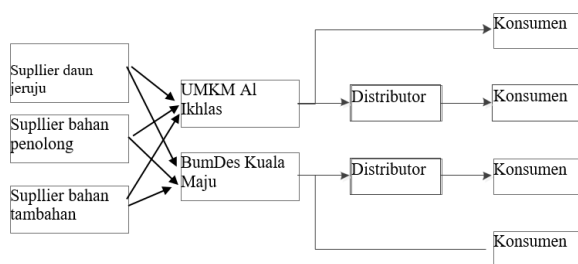 Konsumen
Supllier daun
jeruju
UMKM Al
Ikhlas
Distributor
Konsumen
Supllier bahan
penolong
BumDes Kuala
Maju
Distributor
Konsumen
Supllier bahan
tambahan
Konsumen